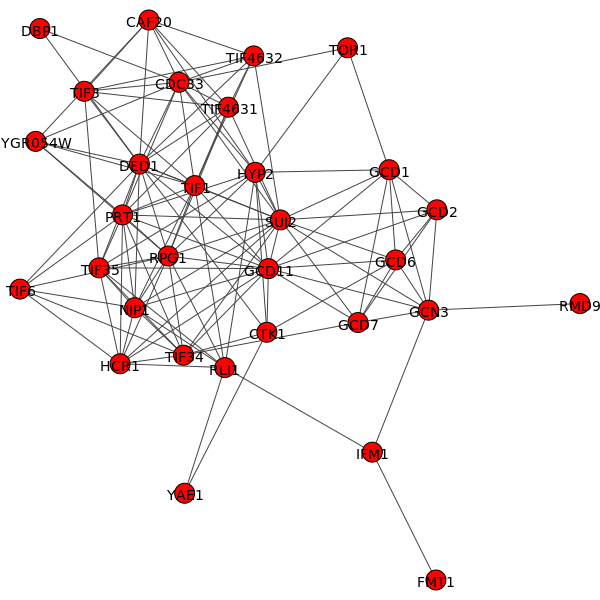 CAF20
DBP1
TOR1
TIF4632
CDC33
TIF3
TIF4631
YGR054W
DED1
HYP2
GCD1
TIF1
PRT1
GCD2
SUI2
RPG1
GCD6
TIF35
GCD11
TIF6
RMD9
NIP1
GCN3
GCD7
CTK1
TIF34
HCR1
RLI1
IFM1
YAE1
FMT1